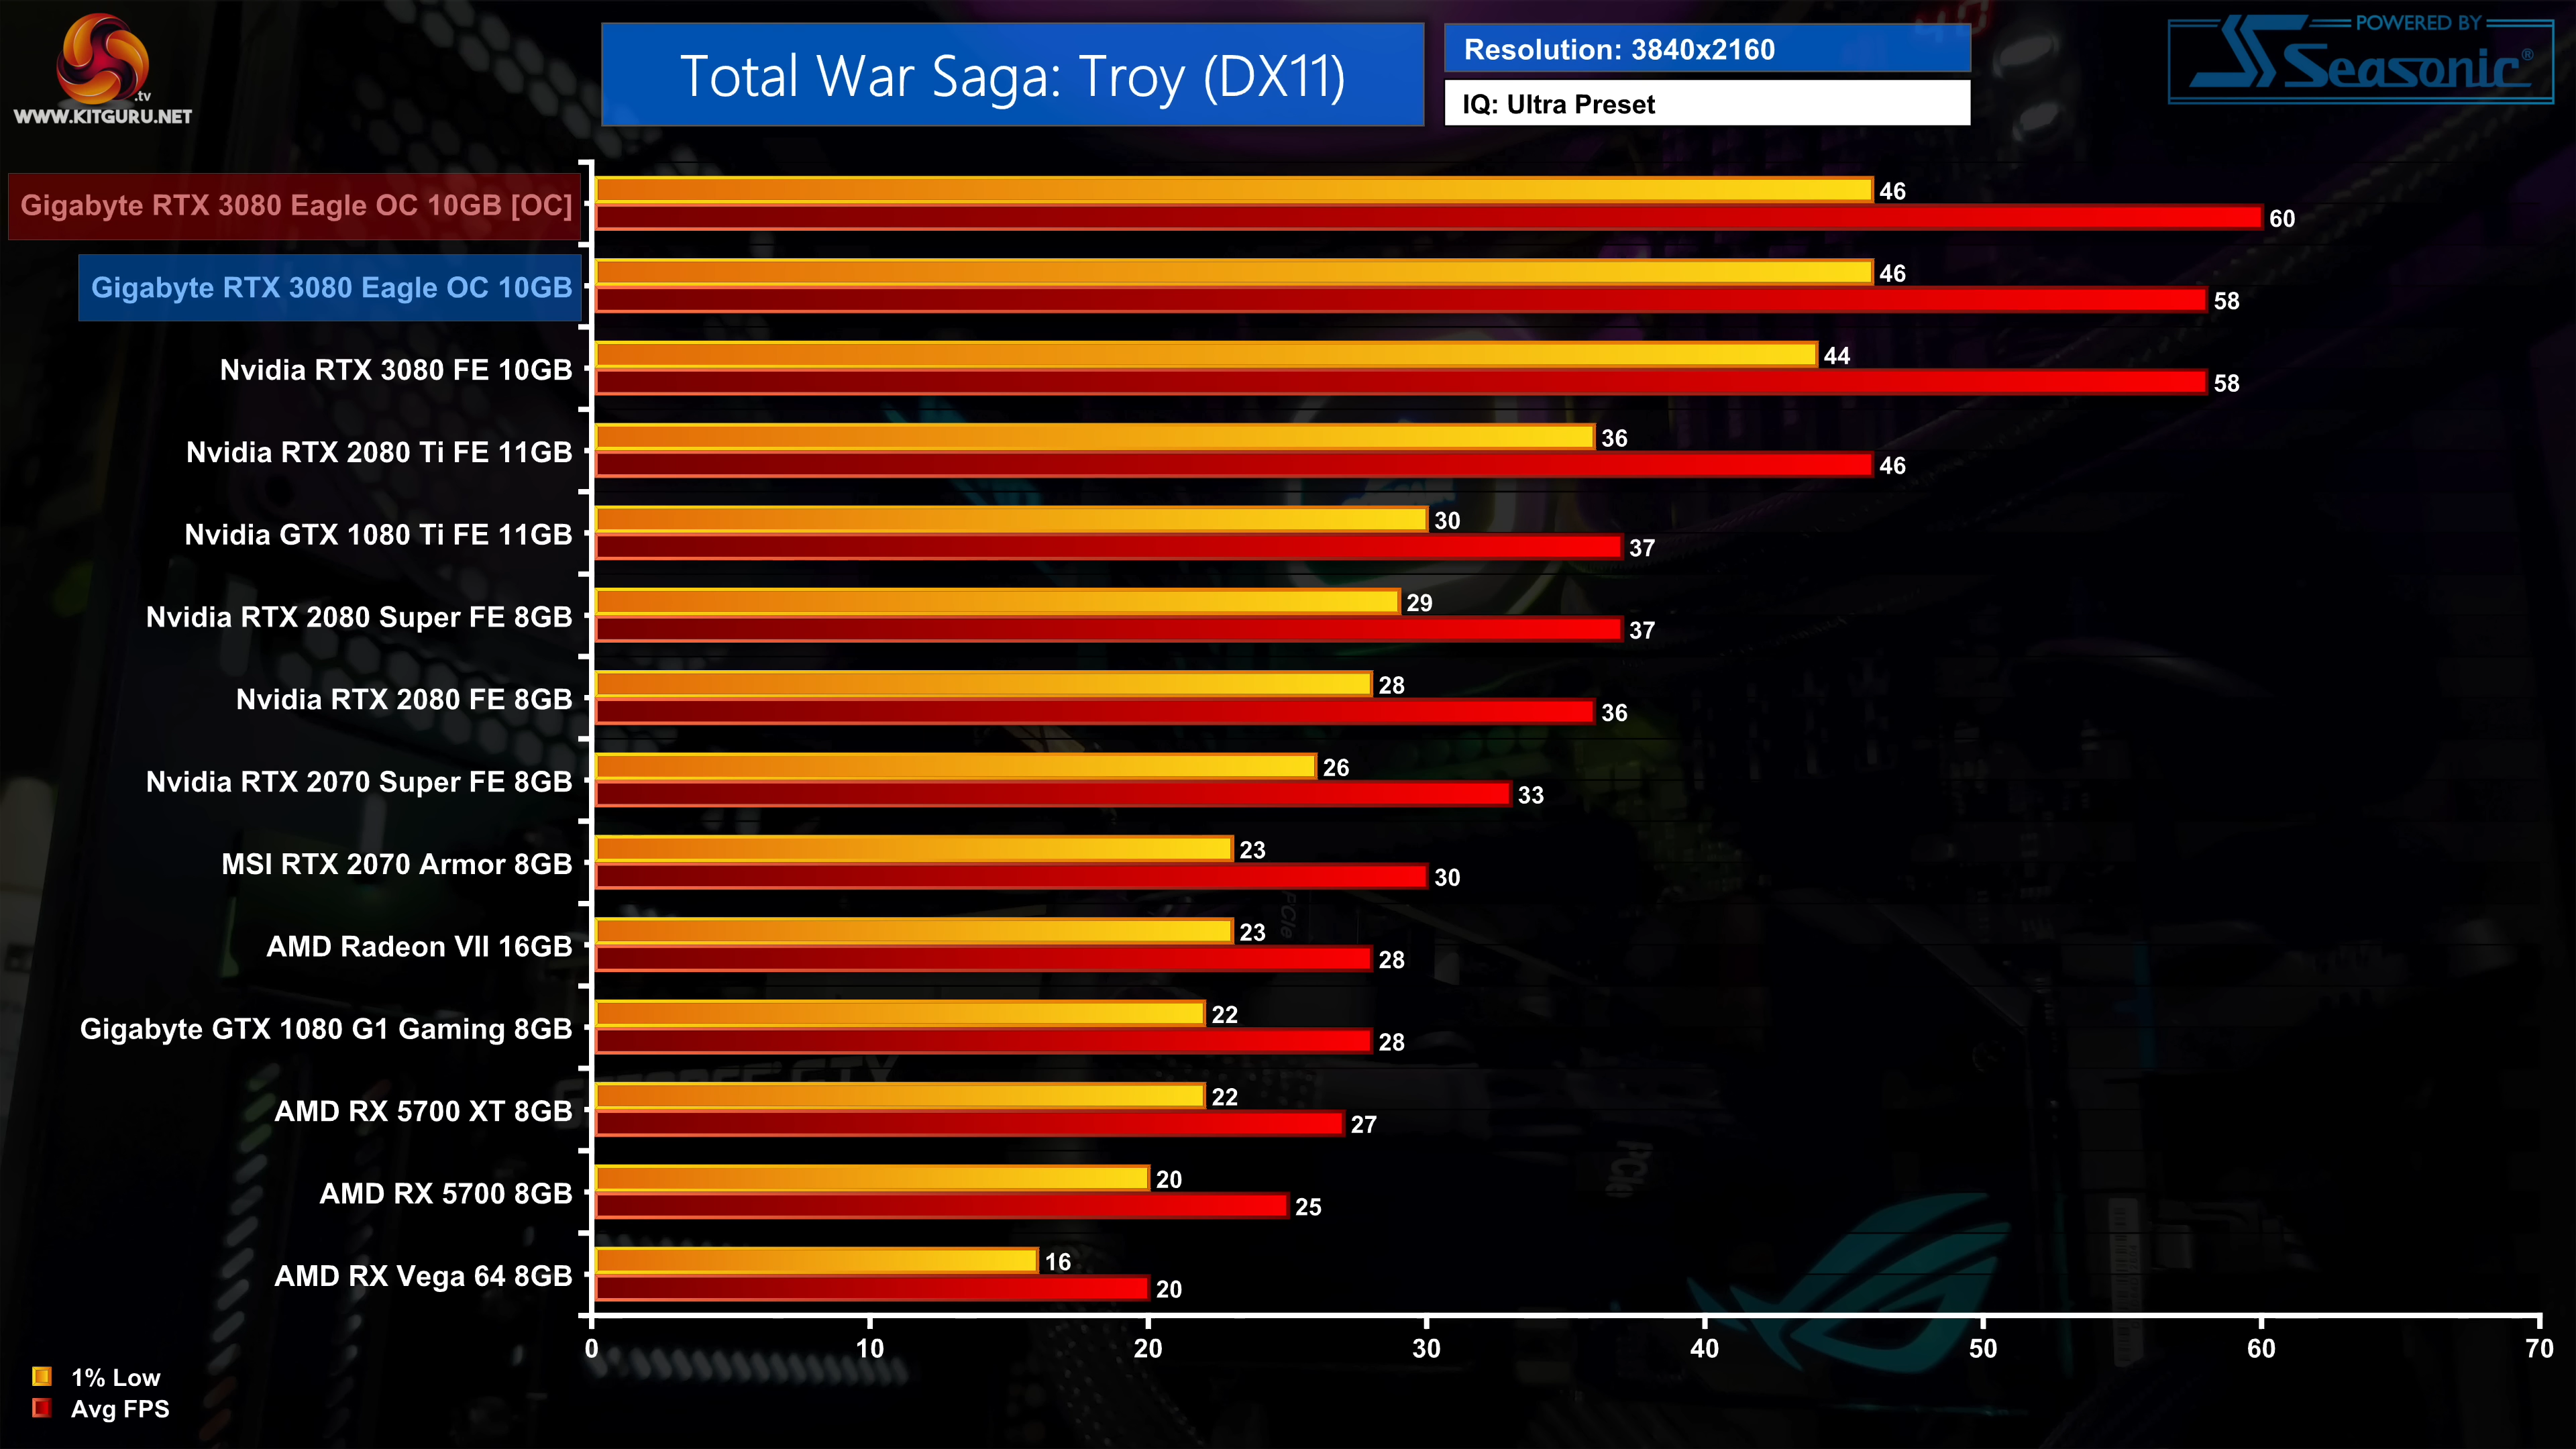 .tv
WWW.KITGURU.NET
Total War Saga: Troy (DX11)
Resolution: 3840x2160
IQ: Ultra Preset
POWERED BY
Seasonic®
Gigabyte RTX 3080 Eagle OC 10GB [OC]
46
60
Gigabyte RTX 3080 Eagle OC 10GB
46
58
Nvidia RTX 3080 FE 10GB
44
58
Nvidia RTX 2080 Ti FE 11GB
36
46
Nvidia GTX 1080 Ti FE 11GB
30
37
Nvidia RTX 2080 Super FE 8GB
29
37
Nvidia RTX 2080 FE 8GB
28
36
Nvidia RTX 2070 Super FE 8GB
26
33
MSI RTX 2070 Armor 8GB
23
30
AMD Radeon VII 16GB
23
28
PCIe
Gigabyte GTX 1080 G1 Gaming 8GB
22
28
AMD RX 5700 XT 8GB
22
27
PCIe
AMD RX 5700 8GB
20
25
AMD RX Vega 64 8GB
16
20
0 10 20 30 40 50 60 70
1% Low
Avg FPS